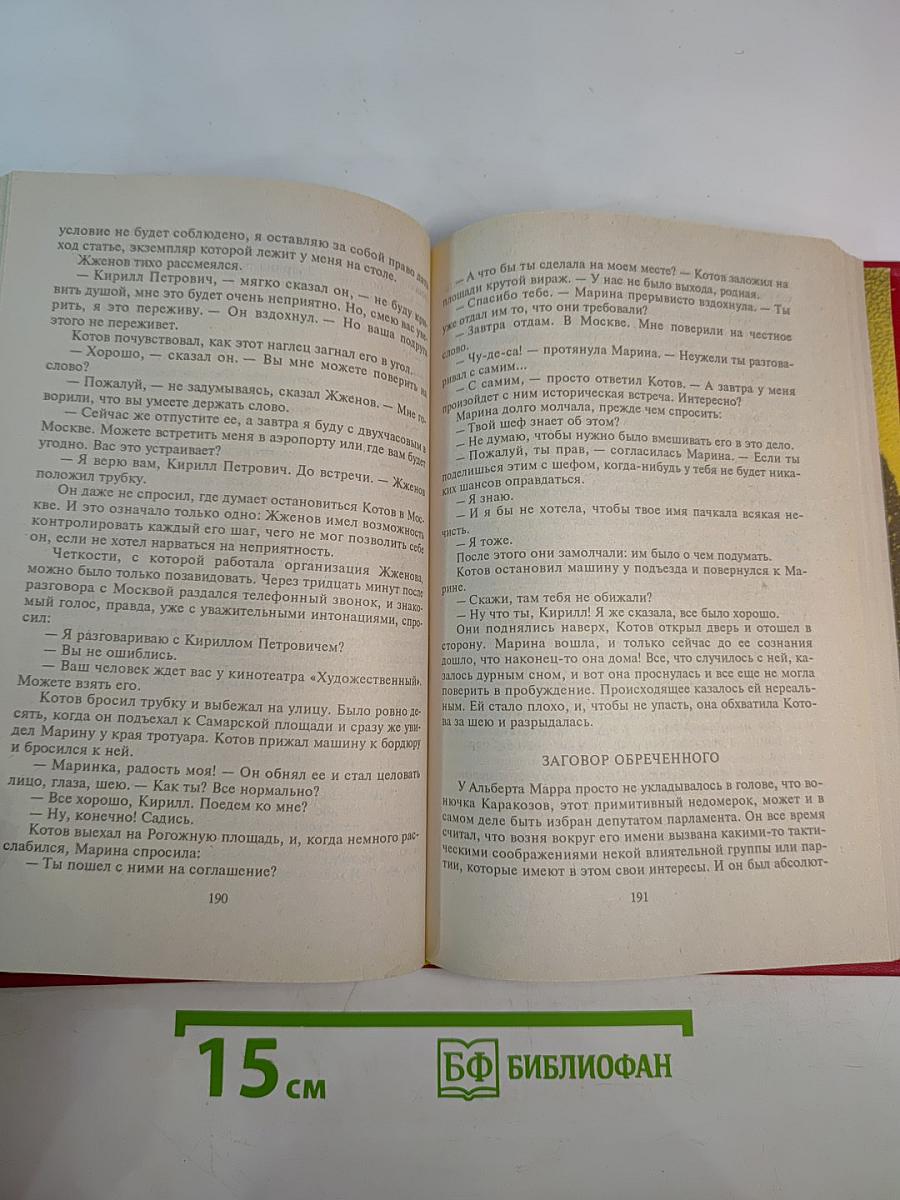 условие не будет соблюдено, я оставляю за собой право дать
ход статье, экземпляр которой лежит у меня на столе.
Жженов тихо рассмеялся.
— Кирилл Петрович, — мягко сказал он, — не буду кри-
вить душой, мне это будет очень неприятно. Но, смею вас уве-
рить, я это переживу. — Он вздохнул. — Но ваша подруга
этого не переживет.
Котов почувствовал, как этот наглец загнал его в угол.
— Хорошо, — сказал он. — Вы мне можете поверить на
слово?
— Пожалуй, — не задумываясь, сказал Жженов. — Мне го-
ворили, что вы умеете держать слово.
— Сейчас же отпустите ее, а завтра я буду с двухчасовым в
Москве. Можете встретить меня в аэропорту или где вам будет
угодно. Вас это устраивает?
— Я верю вам, Кирилл Петрович. До встречи. — Жженов
положил трубку.
Он даже не спросил, где думает остановиться Котов в Мос-
кве. И это означало только одно: Жженов имел возможность
контролировать каждый его шаг, чего не мог позволить себе
он, если не хотел нарваться на неприятность.
Четкости, с которой работала организация Жженова,
можно было только позавидовать. Через тридцать минут после
разговора с Москвой раздался телефонный звонок, и знако-
мый голос, правда, уже с уважительными интонациями, спро-
сил:
— Я разговариваю с Кириллом Петровичем?
— Вы не ошиблись.
— Ваш человек ждет вас у кинотеатра «Художественный».
Можете взять его.
Котов бросил трубку и выбежал на улицу. Было ровно де-
сять, когда он подъехал к Самарской площади и сразу же уви-
дел Марину у края тротуара. Котов прижал машину к бордюру
и бросился к ней.
— Маринка, радость моя! — Он обнял ее и стал целовать
лицо, глаза, шею. — Как ты? Все нормально?
— Все хорошо, Кирилл. Поедем ко мне?
— Ну, конечно! Садись.
Котов выехал на Рогожную площадь, и, когда немного рас-
слабился, Марина спросила:
— Ты пошел с ними на соглашение?
190
— А что бы ты сделала на моем месте? — Котов заложил на
площади крутой вираж. — У нас не было выхода, родная.
— Спасибо тебе. — Марина прерывисто вздохнула. — Ты
уже отдал им то, что они требовали?
— Завтра отдам. В Москве. Мне поверили на честное
слово.
— Чу-де-са! — протянула Марина. — Неужели ты разгова-
ривал с самим...
— С самим, — просто ответил Котов. — А завтра у меня
произойдет с ним историческая встреча. Интересно?
Марина долго молчала, прежде чем спросить:
— Твой шеф знает об этом?
— Не думаю, чтобы нужно было вмешивать его в это дело.
— Пожалуй, ты прав, — согласилась Марина. — Если ты
поделишься этим с шефом, когда-нибудь у тебя не будет ника-
ких шансов оправдаться.
— Я знаю.
— И я бы не хотела, чтобы твое имя пачкала всякая не-
чисть.
— Я тоже.
После этого они замолчали: им было о чем подумать.
Котов остановил машину у подъезда и повернулся к Ма-
рине.
— Скажи, там тебя не обижали?
— Ну что ты, Кирилл! Я же сказала, все было хорошо.
Они поднялись наверх, Котов открыл дверь и отошел в
сторону. Марина вошла, и только сейчас до ее сознания
дошло, что наконец-то она дома! Все, что случилось с ней, ка-
залось дурным сном, и вот она проснулась и все еще не могла
поверить в пробуждение. Происходящее казалось ей нереаль-
ным. Ей стало плохо, и, чтобы не упасть, она обхватила Кото-
ва за шею и разрыдалась.
ЗАГОВОР ОБРЕЧЕННОГО
У Альберта Марра просто не укладывалось в голове, что во-
нючка Каракозов, этот примитивный недомерок, может и в
самом деле быть избран депутатом парламента. Он все время
считал, что возня вокруг его имени вызвана какими-то такти-
ческими соображениями некой влиятельной группы или пар-
тии, которые имеют в этом свои интересы. И он был абсолют-
191
15 см
БФ БИБЛИОФАН